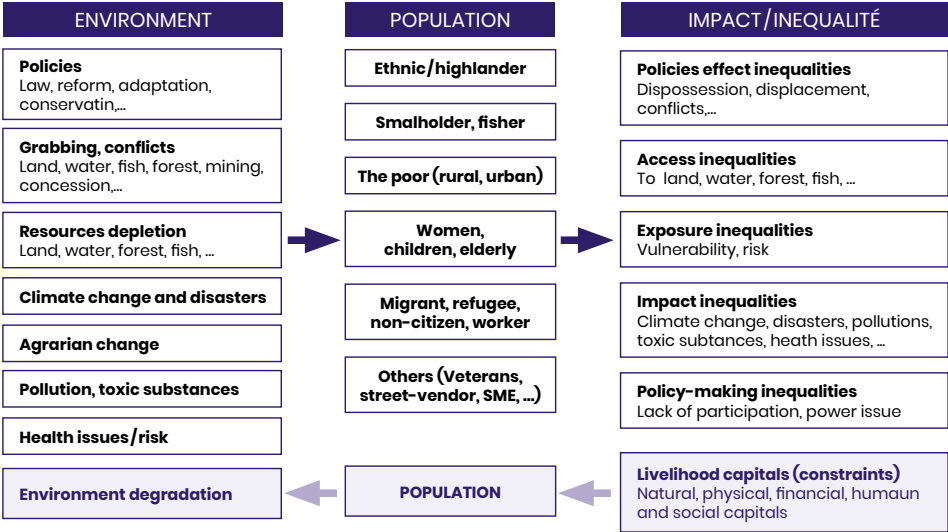 ENVIRONMENT
Policies
Law, reform, adaptation,
conservatin,...
Grabbing, conflicts
Land, water, fish, forest, mining,
concession,...
Resources depletion
Land, water, forest, fish, ...
Climate change and disasters
Agrarian change
Pollution, toxic substances
Health issues/risk
Environment degradation
POPULATION
Ethnic/highlander
Smalholder, fisher
The poor (rural, urban)
Women,
children, elderly
Migrant, refugee,
non-citizen, worker
Others (Veterans,
street-vendor, SME, ...)
POPULATION
IMPACT/INEQUALITÉ
Policies effect inequalities
Dispossession, displacement,
conflicts,...
Access inequalities
To land, water, forest, fish, ...
Exposure inequalities
Vulnerability, risk
Impact inequalities
Climate change, disasters, pollutions,
toxic subtances, heath issues, ...
Policy-making inequalities
Lack of participation, power issue
Livelihood capitals (constraints)
Natural, physical, financial, humaun
and social capitals